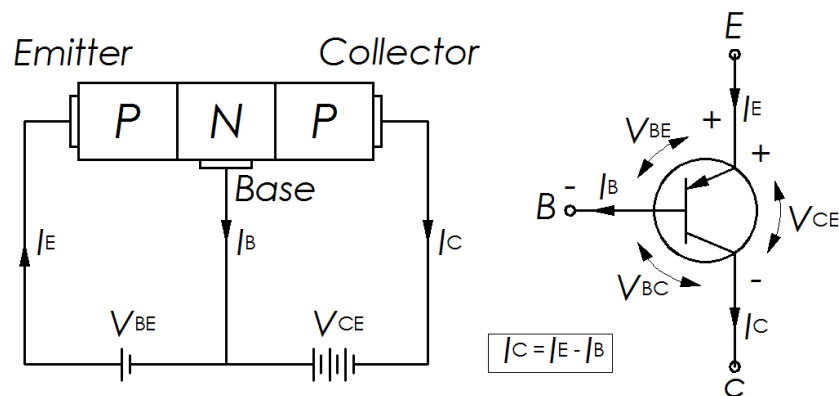 Emitter
Collector
P
N
P
Base
IE
IB
IC
VBE
VCE
E
IE
VBE
+
+
B
-
IB
VCE
VBC
-
IC
IC = IE - IB
C